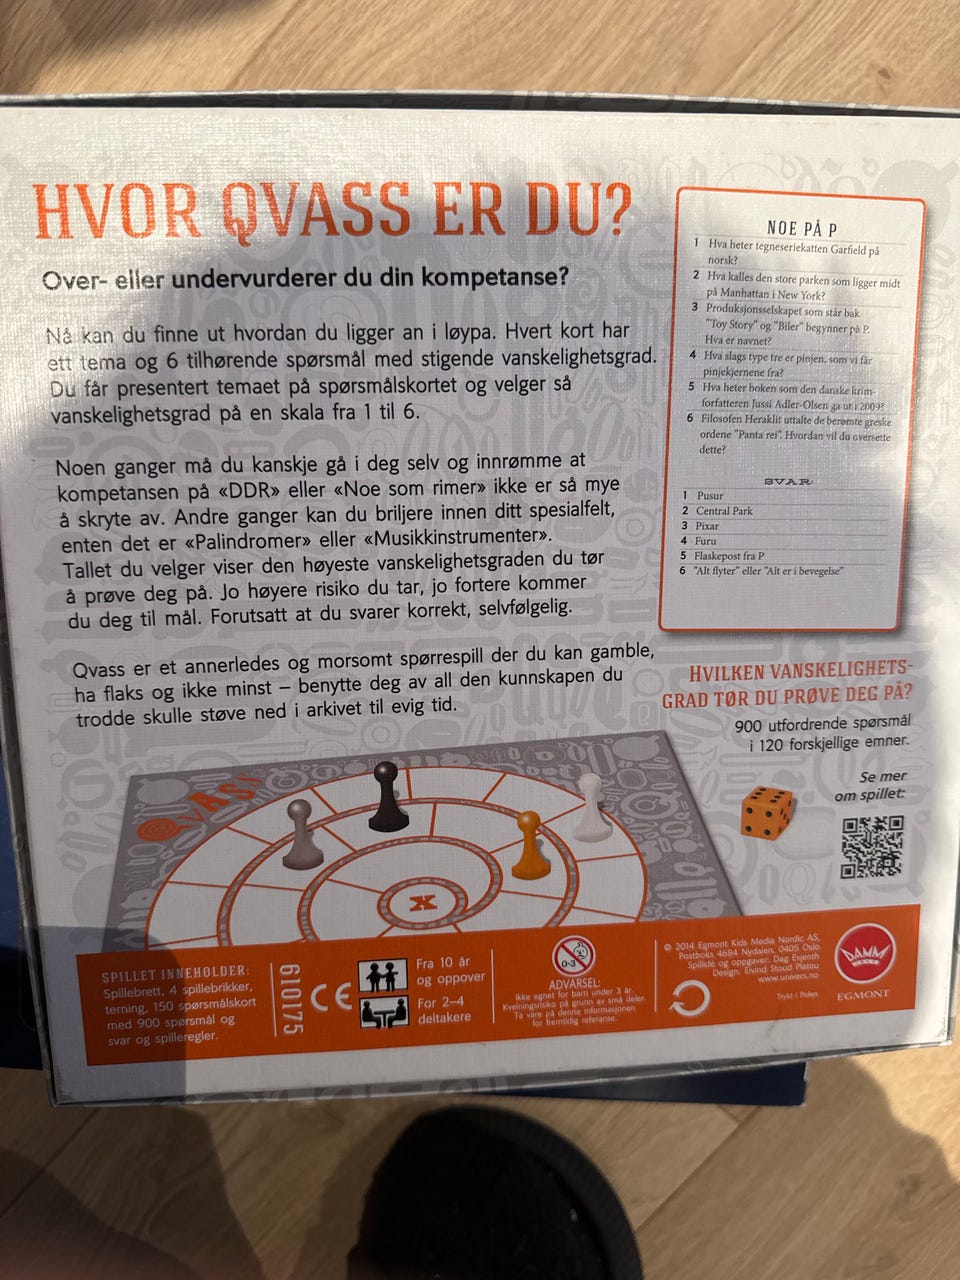 HVOR QVASS ER DU?
Over- eller undervurderer du din kompetanse?
Nå kan du finne ut hvordan du ligger an i løypa. Hvert kort har
ett tema og 6 tilhørende spørsmål med stigende vanskelighetsgrad.
Du får presentert temaet på spørsmålskortet og velger så
vanskelighetsgrad på en skala fra 1 til 6.
Noen ganger må du kanskje gå i deg selv og innrømme at
kompetansen på «DDR» eller «Noe som rimer» ikke er så mye
å skryte av. Andre ganger kan du briljere innen ditt spesialfelt,
enten det er «Palindromer» eller «Musikkinstrumenter».
Tallet du velger viser den høyeste vanskelighetsgraden du tør
å prøve deg på. Jo høyere risiko du tar, jo fortere kommer
du deg til mål. Forutsatt at du svarer korrekt, selvfølgelig.
Qvass er et annerledes og morsomt spørrespill der du kan gamble,
ha flaks og ikke minst – benytte deg av all den kunnskapen du
trodde skulle støve ned i arkivet til evig tid.
NOE PÅ P
1 Hva heter tegneseriekatten Garfield på
norsk?
2 Hva kalles den store parken som ligger midt
på Manhattan i New York?
3 Produksjonsselskapet som står bak
"Toy Story" og "Biler" begynner på P.
Hva er navnet?
4 Hva slags type tre er pinjen, som vi får
pinjekjernene fra?
5 Hva heter boken som den danske krim-
forfatteren Jussi Adler-Olsen ga ut i 2009?
6 Filosofen Heraklit uttalte de berømte greske
ordene "Panta rei". Hvordan vil du oversette
dette?
SVAR:
1 Pusur
2 Central Park
3 Pixar
4 Furu
5 Flaskepost fra P
6 "Alt flyter" eller "Alt er i bevegelse"
HVILKEN VANSKELIGHETS-
GRAD TØR DU PRØVE DEG PÅ?
900 utfordrende spørsmål
i 120 forskjellige emner.
Se mer
om spillet:
QVASS
X
SPILLET INNEHOLDER:
Spillebrett, 4 spillebrikker,
terning, 150 spørsmålskort
med 900 spørsmål og
svar og spilleregler.
610175
CE
Fra 10 år
og oppover
For 2–4
deltakere
0-3
ADVARSEL:
Ikke egnet for barn under 3 år.
Kvelningsrisiko på grunn av små deler.
Ta vare på denne informasjonen
for fremtidig referanse.
© 2014 Egmont Kids Media Nordic AS,
Postboks 4684 Nydalen, 0405 Oslo
Spillidé og oppgaver: Dag Evjenth
Design: Eivind Stoud Platou
www.univers.no
Trykt i Polen
DAMM
EGMONT